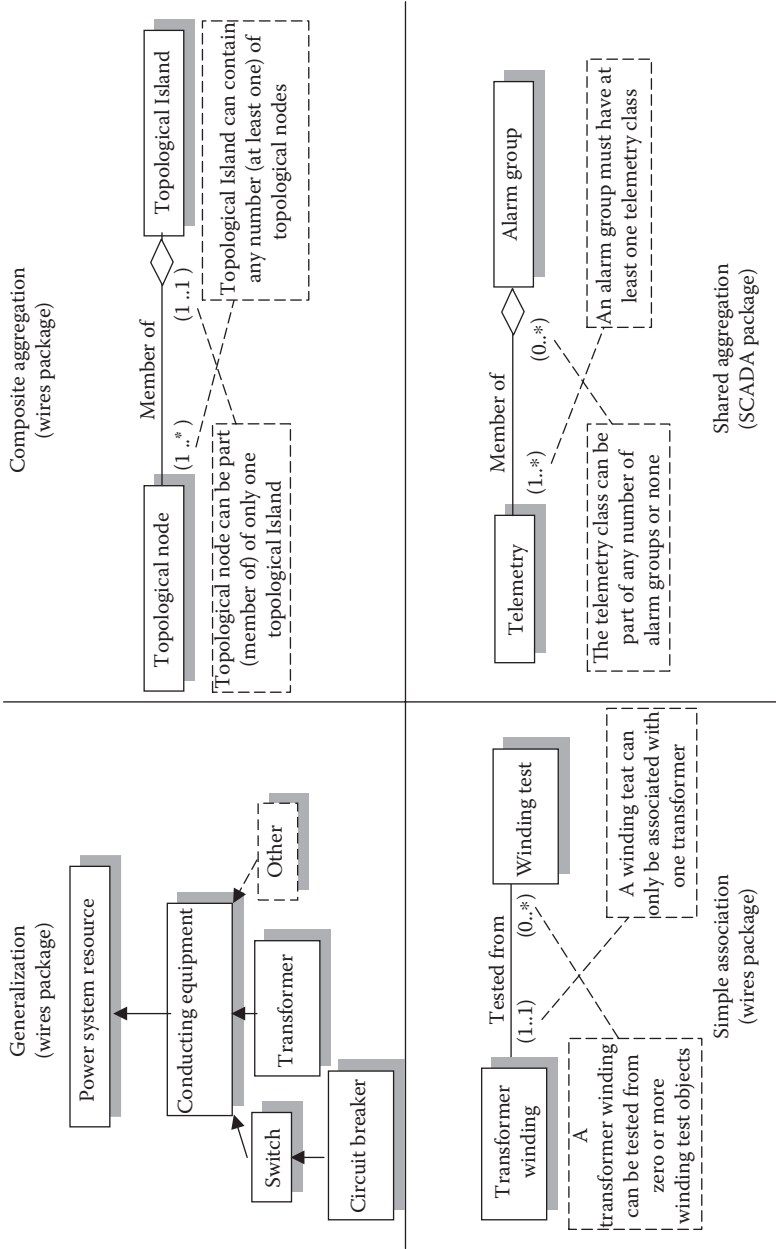 Generalization
(wires package)
Power system resource
Conducting equipment
Switch
Transformer
Other
Circuit breaker
Composite aggregation
(wires package)
Topological node
Member of
(1 ..*)
(1 ..1)
Topological Island
Topological node can be part
(member of) of only one
topological Island
Topological Island can contain
any number (at least one) of
topological nodes
Transformer
winding
Tested from
(1..1)
(0..*)
Winding test
A
transformer winding
can be tested from
zero or more
winding test objects
A winding teat can
only be associated with
one transformer
Simple association
(wires package)
Telemetry
Member of
(1..*)
(0..*)
Alarm group
The telemetry class can be
part of any number of
alarm groups or none
An alarm group must have at
least one telemetry class
Shared aggregation
(SCADA package)